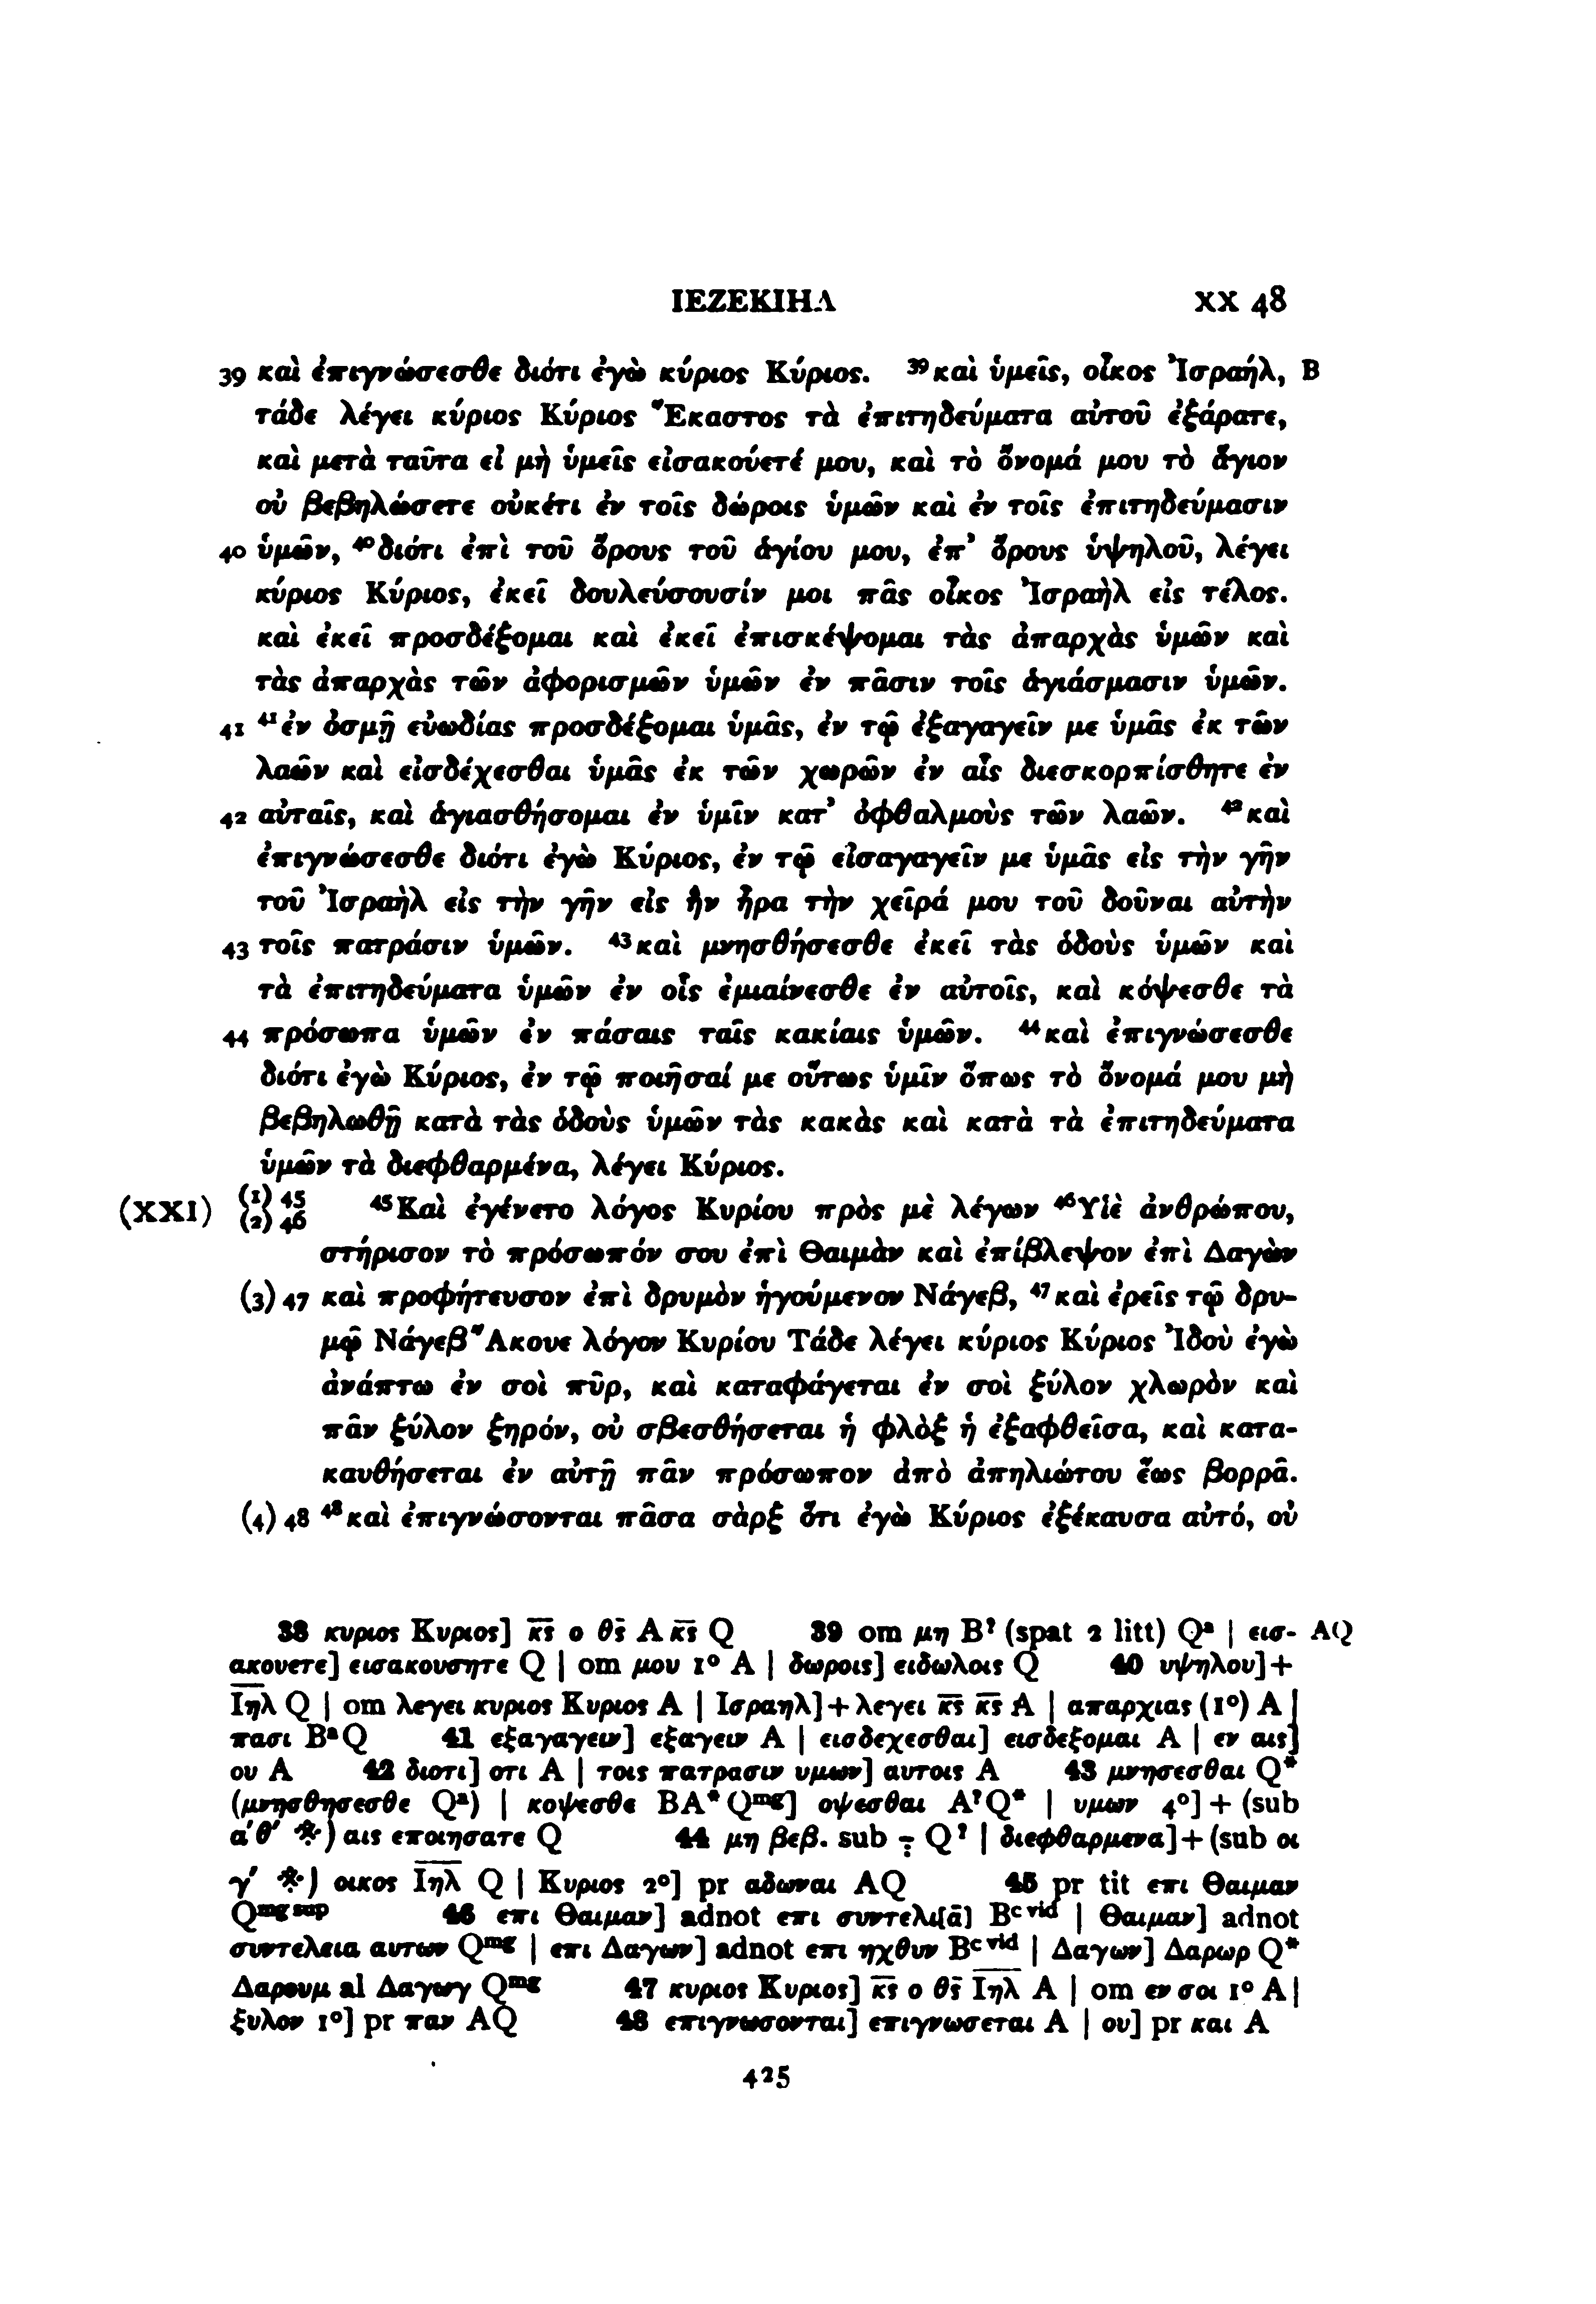 ΙΕΖΕΚΙΗΛ XX 48
39 καὶ ἐπιγνώσεσθε διότι ἐγὼ κύριος Κύριος. ³⁹καὶ ὑμεῖς, οἶκος Ἰσραήλ, B
τάδε λέγει κύριος Κύριος Ἕκαστος τὰ ἐπιτηδεύματα αὐτοῦ ἐξάρατε,
καὶ μετὰ ταῦτα εἰ μὴ ὑμεῖς εἰσακούετέ μου, καὶ τὸ ὄνομά μου τὸ ἅγιον
οὐ βεβηλώσετε οὐκέτι ἐν τοῖς δώροις ὑμῶν καὶ ἐν τοῖς ἐπιτηδεύμασιν
40 ὑμῶν, ⁴⁰διότι ἐπὶ τοῦ ὄρους τοῦ ἁγίου μου, ἐπ᾽ ὄρους ὑψηλοῦ, λέγει
κύριος Κύριος, ἐκεῖ δουλεύσουσίν μοι πᾶς οἶκος Ἰσραὴλ εἰς τέλος.
καὶ ἐκεῖ προσδέξομαι καὶ ἐκεῖ ἐπισκέψομαι τὰς ἀπαρχὰς ὑμῶν καὶ
τὰς ἀπαρχὰς τῶν ἀφορισμῶν ὑμῶν ἐν πᾶσιν τοῖς ἁγιάσμασιν ὑμῶν.
41 ⁴¹ἐν ὀσμῇ εὐωδίας προσδέξομαι ὑμᾶς, ἐν τῷ ἐξαγαγεῖν με ὑμᾶς ἐκ τῶν
λαῶν καὶ εἰσδέχεσθαι ὑμᾶς ἐκ τῶν χωρῶν ἐν αἷς διεσκορπίσθητε ἐν
42 αὐταῖς, καὶ ἁγιασθήσομαι ἐν ὑμῖν κατ᾽ ὀφθαλμοὺς τῶν λαῶν. ⁴²καὶ
ἐπιγνώσεσθε διότι ἐγὼ Κύριος, ἐν τῷ εἰσαγαγεῖν με ὑμᾶς εἰς τὴν γῆν
τοῦ Ἰσραὴλ εἰς τὴν γῆν εἰς ἣν ἦρα τὴν χεῖρά μου τοῦ δοῦναι αὐτὴν
43 τοῖς πατράσιν ὑμῶν. ⁴³καὶ μνησθήσεσθε ἐκεῖ τὰς ὁδοὺς ὑμῶν καὶ
τὰ ἐπιτηδεύματα ὑμῶν ἐν οἷς ἐμιαίνεσθε ἐν αὐτοῖς, καὶ κόψεσθε τὰ
44 πρόσωπα ὑμῶν ἐν πάσαις ταῖς κακίαις ὑμῶν. ⁴⁴καὶ ἐπιγνώσεσθε
διότι ἐγὼ Κύριος, ἐν τῷ ποιῆσαί με οὕτως ὑμῖν ὅπως τὸ ὄνομά μου μὴ
βεβηλωθῇ κατὰ τὰς ὁδοὺς ὑμῶν τὰς κακὰς καὶ κατὰ τὰ ἐπιτηδεύματα
ὑμῶν τὰ διεφθαρμένα, λέγει Κύριος.
(XXI) (1) 45 (2) 46 ⁴⁵Καὶ ἐγένετο λόγος Κυρίου πρὸς μὲ λέγων ⁴⁶Υἱὲ ἀνθρώπου,
στήρισον τὸ πρόσωπόν σου ἐπὶ Θαιμὰν καὶ ἐπίβλεψον ἐπὶ Δαγὼν
(3) 47 καὶ προφήτευσον ἐπὶ δρυμὸν ἡγούμενον Νάγεβ, ⁴⁷καὶ ἐρεῖς τῷ δρυ-
μῷ Νάγεβ Ἄκουε λόγον Κυρίου Τάδε λέγει κύριος Κύριος Ἰδοὺ ἐγὼ
ἀνάπτω ἐν σοὶ πῦρ, καὶ καταφάγεται ἐν σοὶ ξύλον χλωρὸν καὶ
πᾶν ξύλον ξηρόν, οὐ σβεσθήσεται ἡ φλὸξ ἡ ἐξαφθεῖσα, καὶ κατα-
καυθήσεται ἐν αὐτῇ πᾶν πρόσωπον ἀπὸ ἀπηλιώτου ἕως βορρᾶ.
(4) 48 ⁴⁸καὶ ἐπιγνώσονται πᾶσα σὰρξ ὅτι ἐγὼ Κύριος ἐξέκαυσα αὐτό, οὐ
38 κυριος Κυριος] κ̅ς̅ ο θ̅ς̅ A κ̅ς̅ Q 39 om μη B? (spat 2 litt) Qᵃ | εισ- AQ
ακουετε] εισακουσητε Q | om μου 1° A | δωροις] ειδωλοις Q 40 υψηλου]+
Ιη̅λ̅ Q | om λεγει κυριος Κυριος A | Ισραηλ]+λεγει κ̅ς̅ κ̅ς̅ A | απαρχιας (1°) A |
πασι BᵃQ 41 εξαγαγειν] εξαγειν A | εισδεχεσθαι] εισδεξομαι A | εν αις]
ου A 42 διοτι] οτι A | τοις πατρασιν υμων] αυτοις A 43 μνησεσθαι Q*
(μνησθησεσθε Qᵃ) | κοψεσθε BA*Qᵐᵍ] οψεσθαι A?Q* | υμων 4°]+ (sub
α′θ′ ※) αις εποιησατε Q 44 μη βεβ. sub ⁒ Q? | διεφθαρμενα]+(sub οι
γ′ ※) οικος Ιη̅λ̅ Q | Κυριος 2°] pr αδωναι AQ 45 pr tit επι Θαιμαν
Qᵐᵍ ˢᵘᵖ 46 επι Θαιμαν] adnot επι συντελι[ā] Bᶜ ᵛⁱᵈ | Θαιμαν] adnot
συντελεια αυτων Qᵐᵍ | επι Δαγων] adnot επι ηχθυν Bᶜ ᵛⁱᵈ | Δαγων] Δαρωρ Q*
Δαρουμ al Δαγωγ Qᵐᵍ 47 κυριος Κυριος] κ̅ς̅ ο θ̅ς̅ Ιη̅λ̅ A | om εν σοι 1° A |
ξυλον 1°] pr παν AQ 48 επιγνωσονται] επιγνωσεται A | ου] pr και A
425